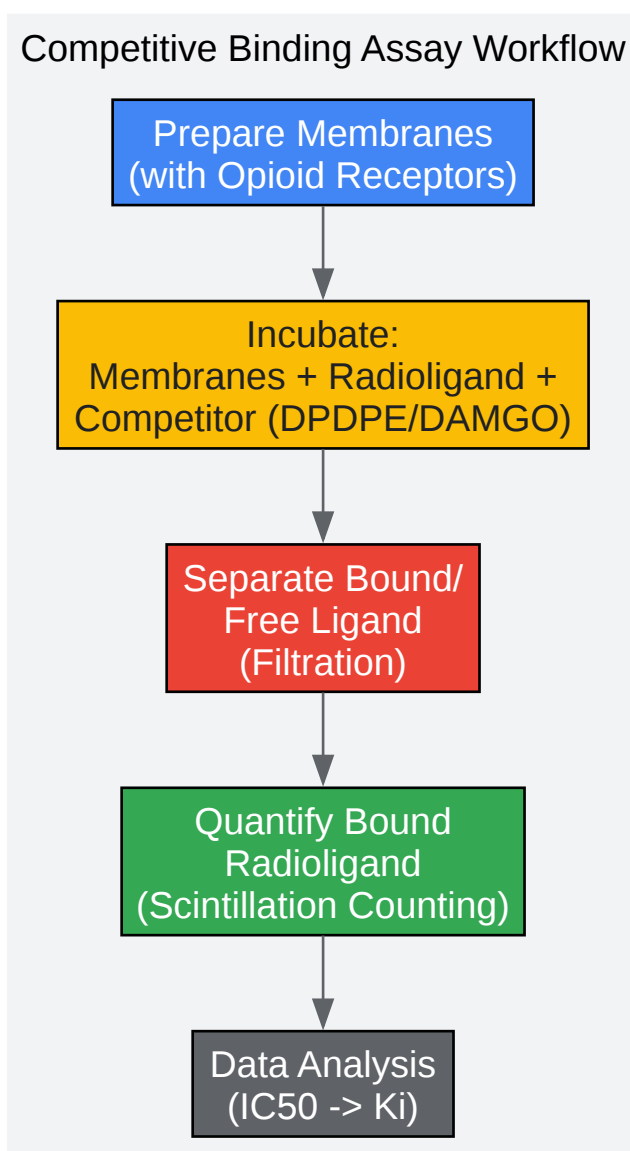 Competitive Binding Assay Workflow
Prepare Membranes
(with Opioid Receptors)
Incubate:
Membranes + Radioligand +
Competitor (DPDPE/DAMGO)
Separate Bound/
Free Ligand
(Filtration)
Quantify Bound
Radioligand
(Scintillation Counting)
Data Analysis
(IC50 -> Ki)